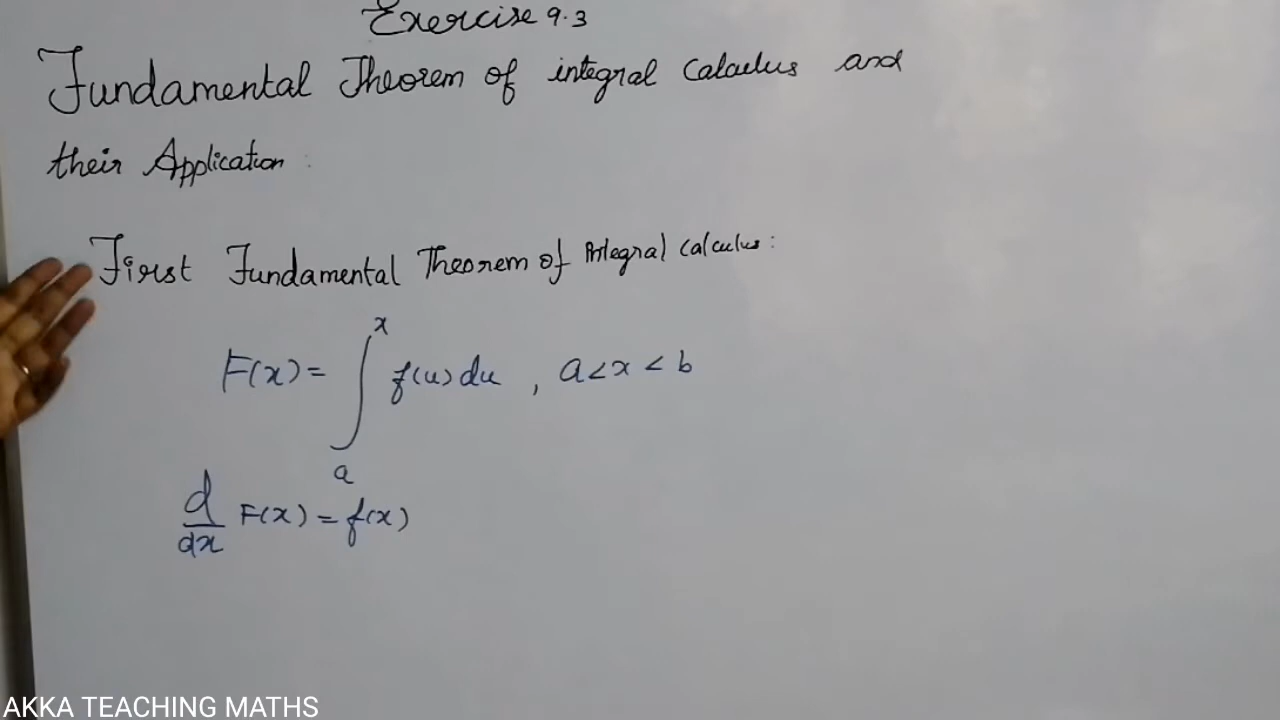 Exercise 9.3
Fundamental Theorem of integral Calculus and
their Application :
First Fundamental Theorem of Integral Calculus :
F(x) = ∫ₐˣ f(u) du , a < x < b
d/dx F(x) = f(x)
AKKA TEACHING MATHS